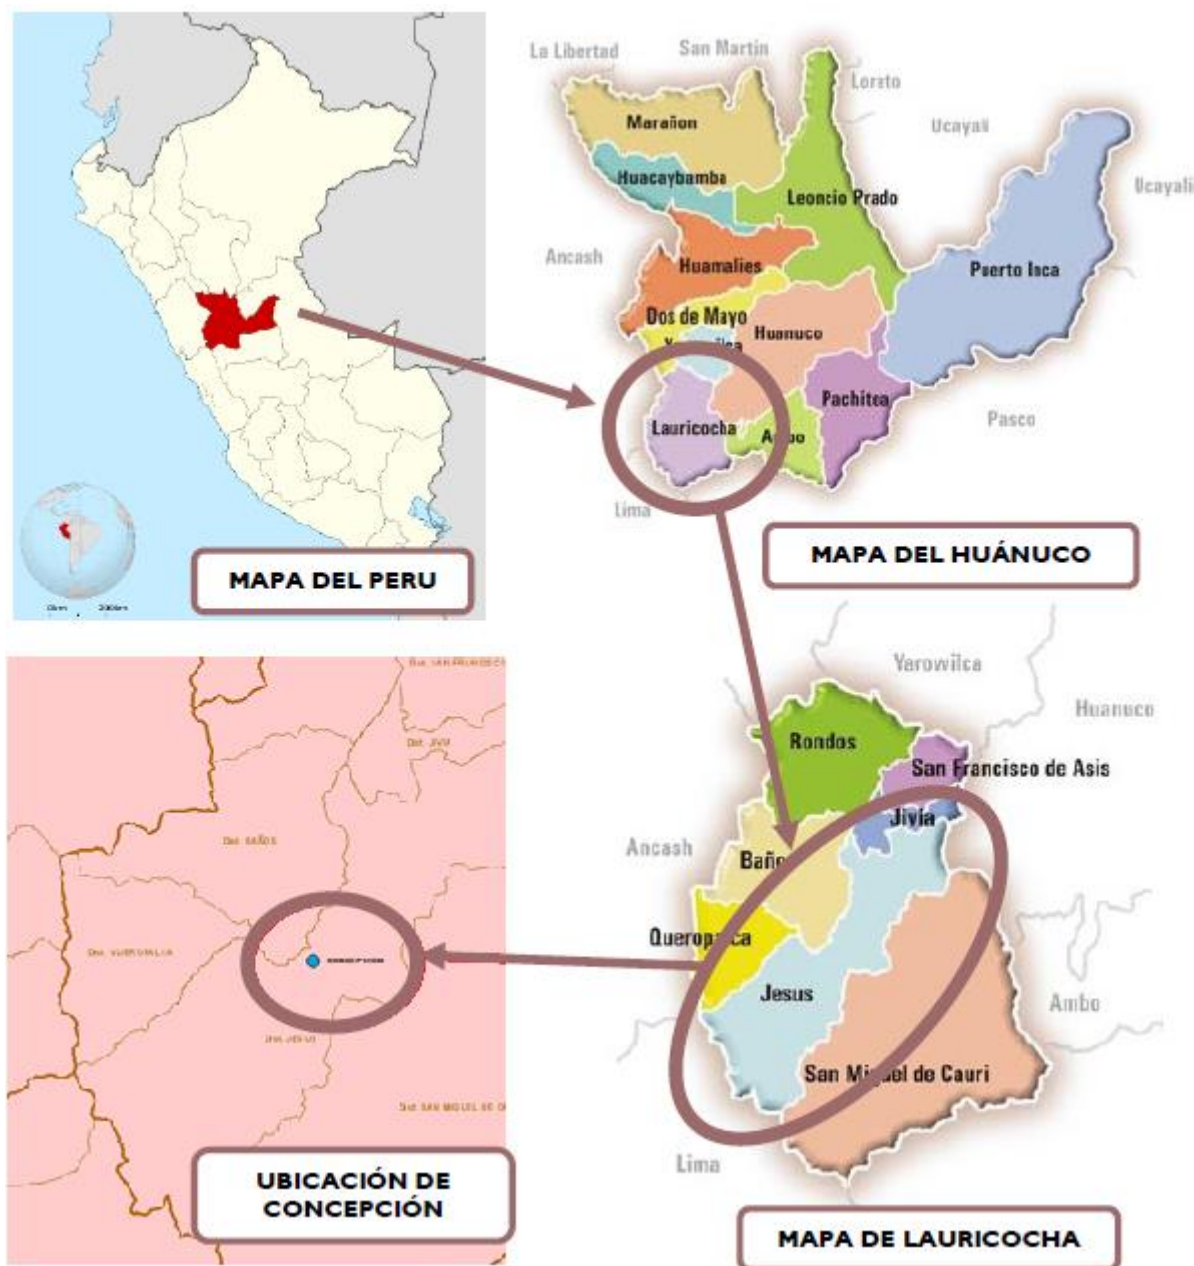 MAPA DEL PERU
La Libertad
San Martin
Loreto
Ucayali
Ucayali
Marañon
Huacaybamba
Leoncio Prado
Ancash
Huamalies
Puerto Inca
Dos de Mayo
Huanuco
Pachitea
Lauricocha
Pasco
Lima
MAPA DEL HUÁNUCO
Yarowilca
Huanuco
Rondos
San Francisco de Asis
Jivia
Ancash
Jesus
Ambo
San Miguel de Cauri
Lima
MAPA DE LAURICOCHA
UBICACIÓN DE
CONCEPCIÓN